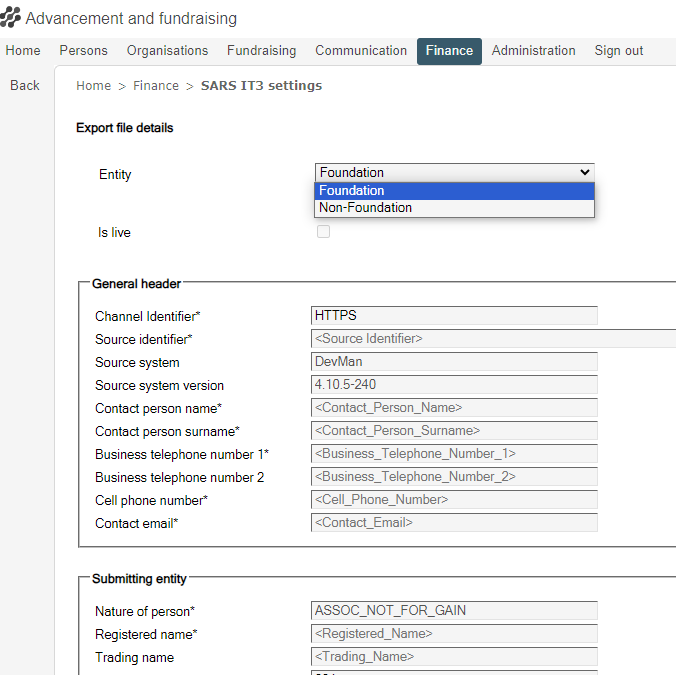 Advancement and fundraising
Home Persons Organisations Fundraising Communication Finance Administration Sign out
Back
Home > Finance > SARS IT3 settings
Export file details
Entity Foundation
Foundation
Non-Foundation
Is live
General header
Channel Identifier* HTTPS
Source identifier* <Source Identifier>
Source system DevMan
Source system version 4.10.5-240
Contact person name* <Contact_Person_Name>
Contact person surname* <Contact_Person_Surname>
Business telephone number 1* <Business_Telephone_Number_1>
Business telephone number 2 <Business_Telephone_Number_2>
Cell phone number* <Cell_Phone_Number>
Contact email* <Contact_Email>
Submitting entity
Nature of person* ASSOC_NOT_FOR_GAIN
Registered name* <Registered_Name>
Trading name <Trading_Name>